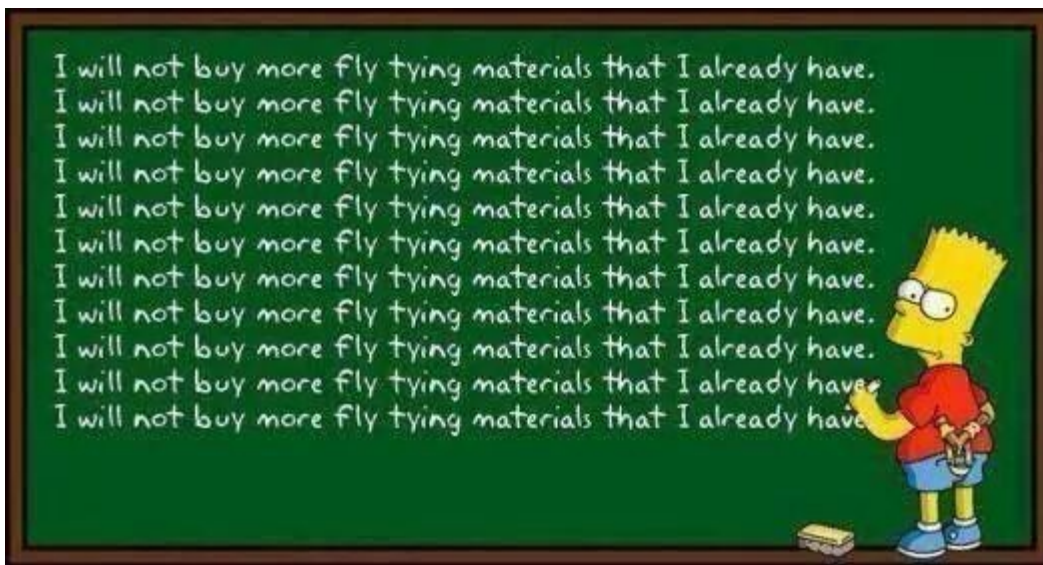 I will not buy more fly tying materials that I already have.
I will not buy more fly tying materials that I already have.
I will not buy more fly tying materials that I already have.
I will not buy more fly tying materials that I already have.
I will not buy more fly tying materials that I already have.
I will not buy more fly tying materials that I already have.
I will not buy more fly tying materials that I already have.
I will not buy more fly tying materials that I already have.
I will not buy more fly tying materials that I already have.
I will not buy more fly tying materials that I already have.
I will not buy more fly tying materials that I already have